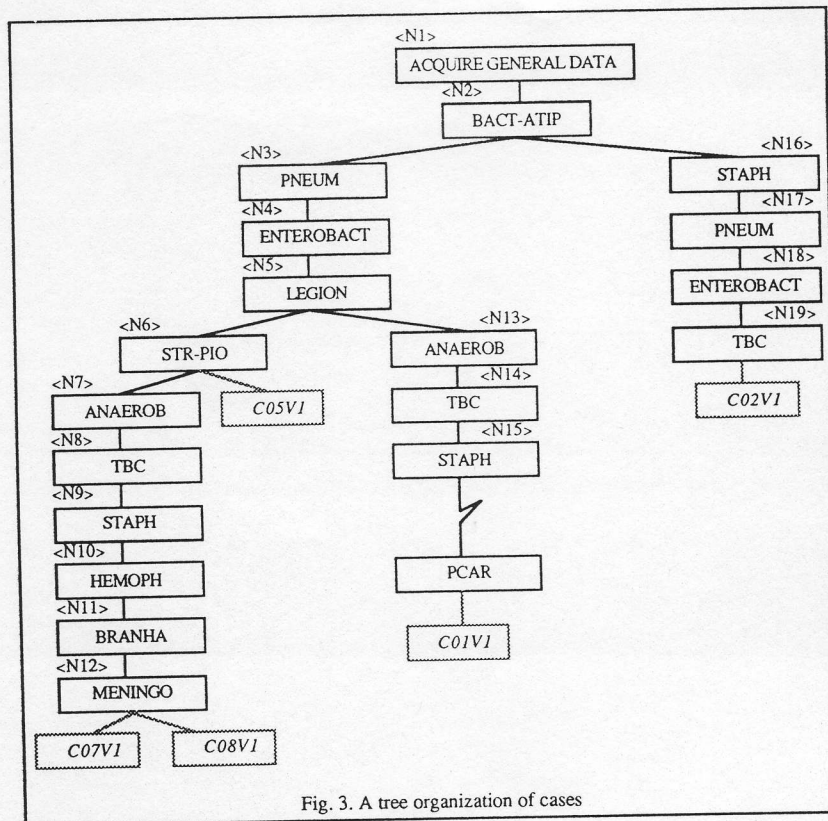 <N1>
ACQUIRE GENERAL DATA
<N2>
BACT-ATIP
<N3>
PNEUM
<N4>
ENTEROBACT
<N5>
LEGION
<N6>
STR-PIO
<N7>
ANAEROB
C05V1
<N8>
TBC
<N9>
STAPH
<N10>
HEMOPH
<N11>
BRANHA
<N12>
MENINGO
C07V1
C08V1
<N13>
ANAEROB
<N14>
TBC
<N15>
STAPH
PCAR
C01V1
<N16>
STAPH
<N17>
PNEUM
<N18>
ENTEROBACT
<N19>
TBC
C02V1
Fig. 3. A tree organization of cases